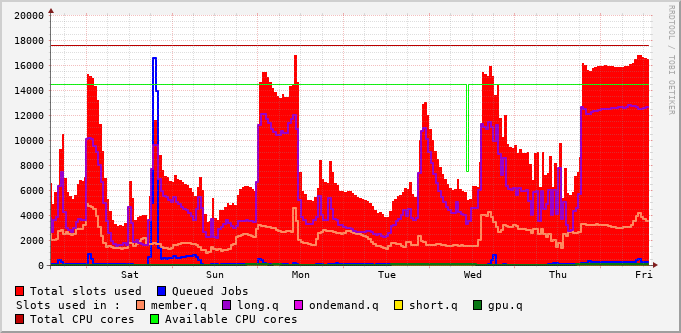 20000
18000
16000
14000
12000
10000
8000
6000
4000
2000
0
Sat Sun Mon Tue Wed Thu Fri
RRDTOOL / TOBI OETIKER
Total slots used Queued Jobs
Slots used in : member.q long.q ondemand.q short.q gpu.q
Total CPU cores Available CPU cores